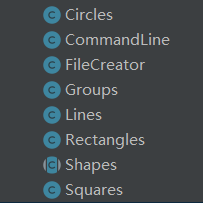 C Circles
C CommandLine
C FileCreator
C Groups
C Lines
C Rectangles
C Shapes
C Squares